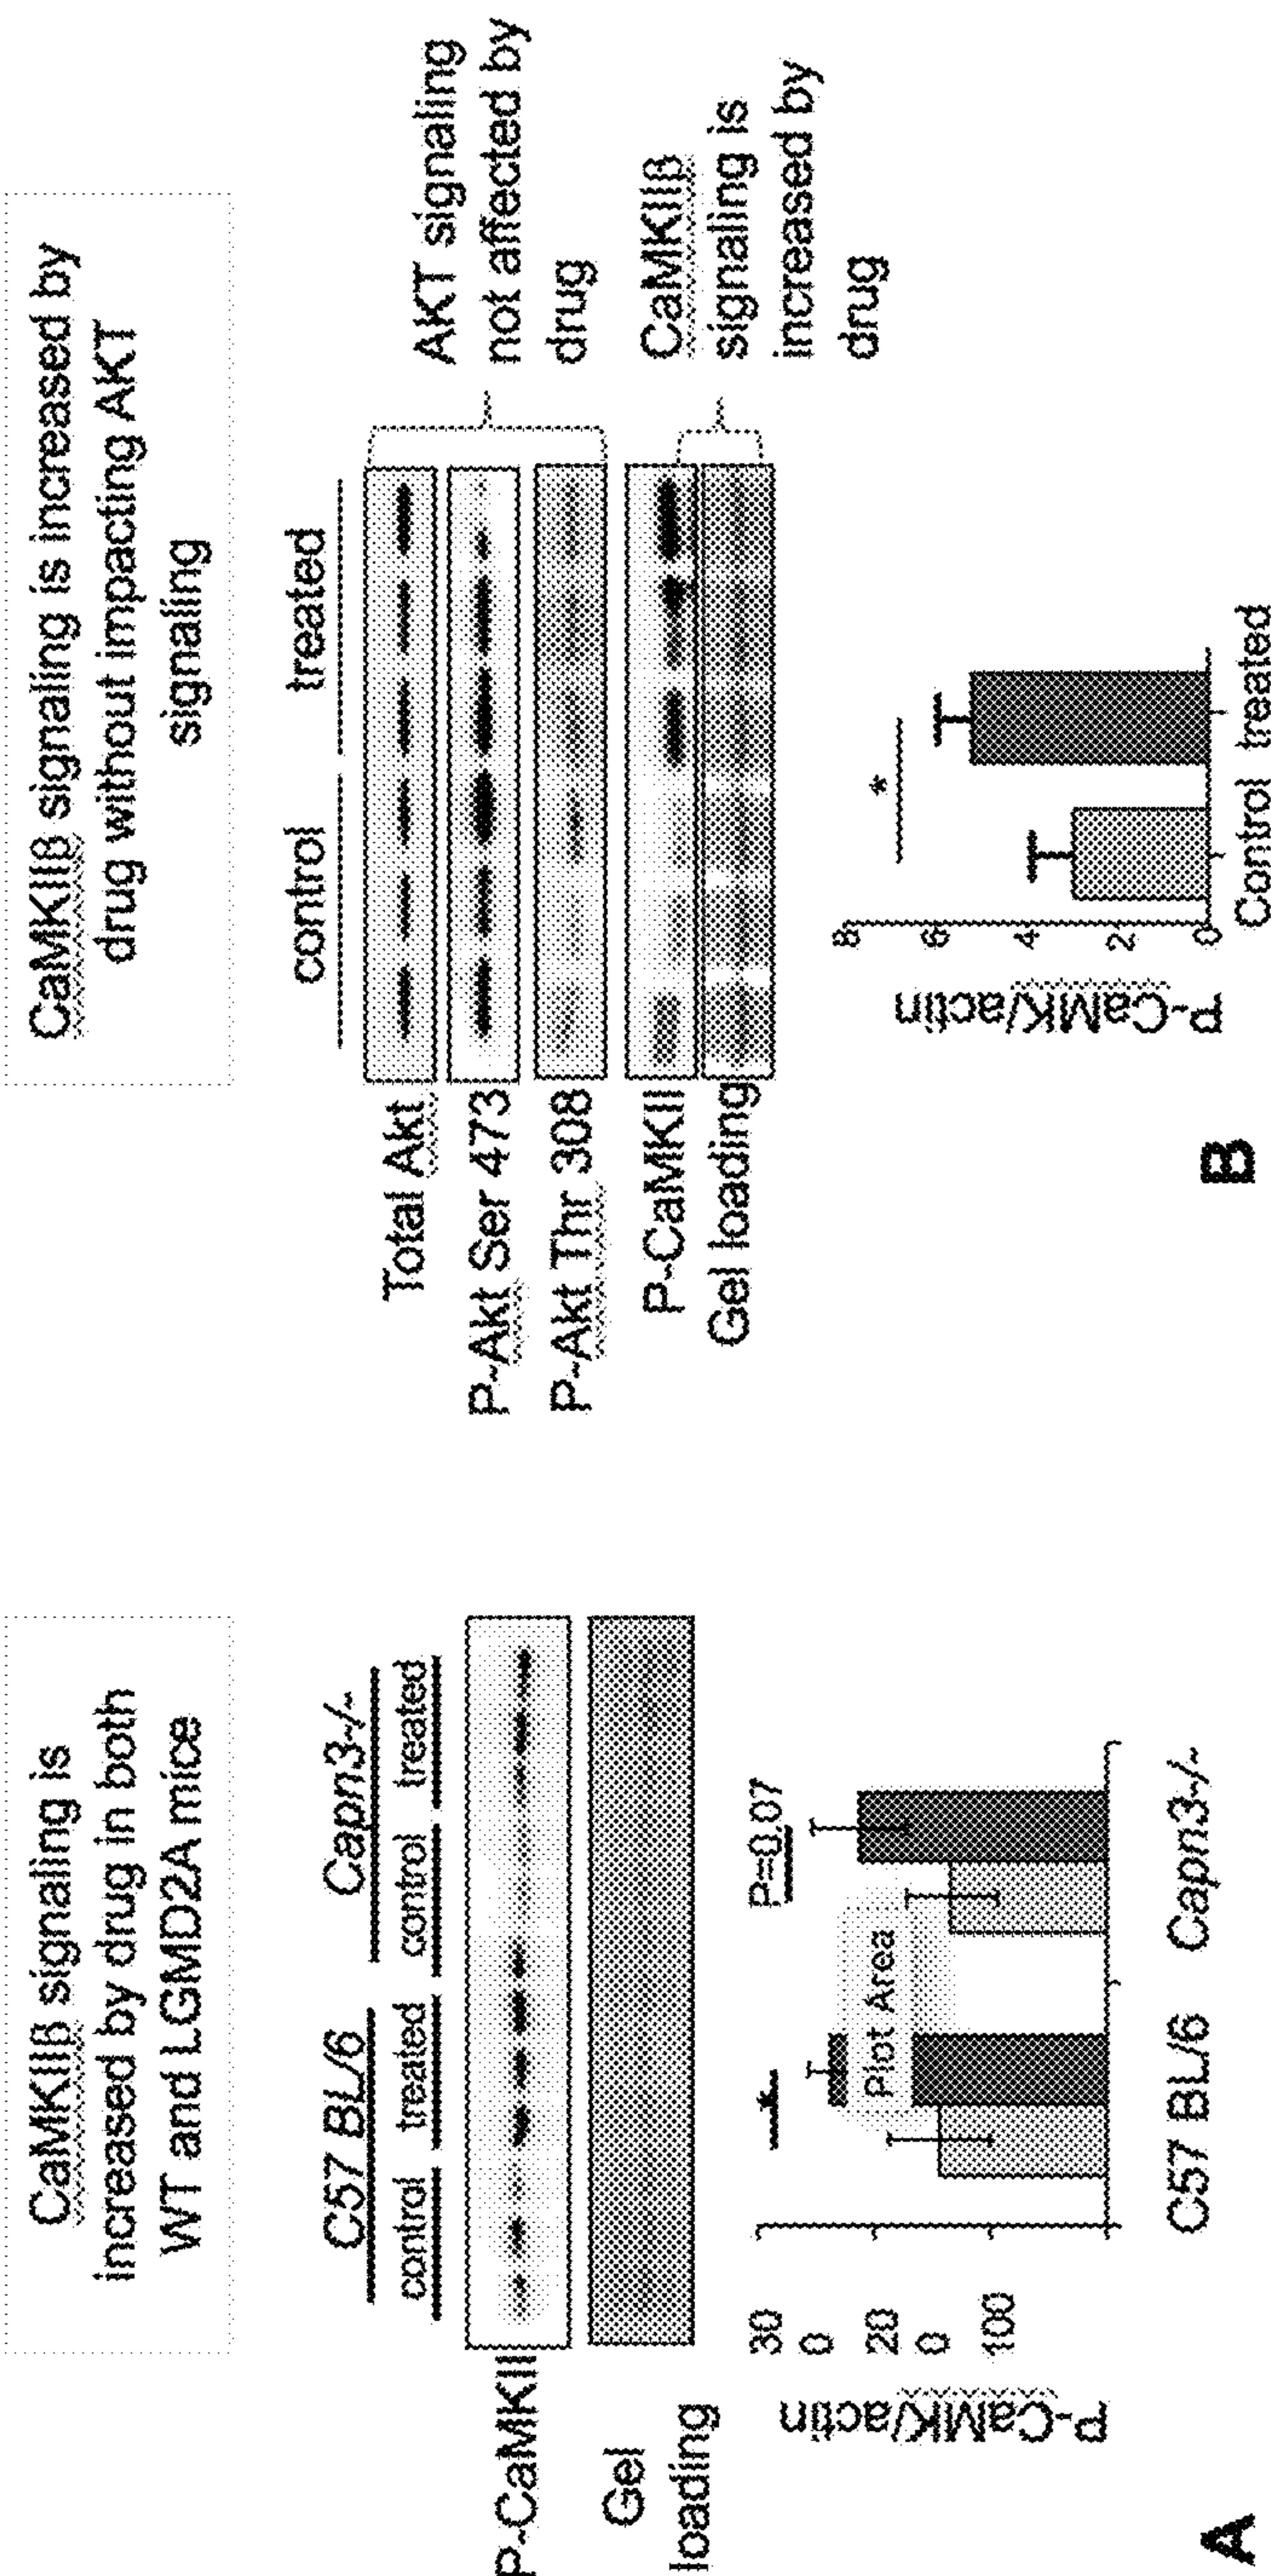 CaMKIIβ signaling is
increased by drug in both
WT and LGMD2A mice
C57 BL/6 Capn3-/-
control treated control treated
P-CaMKII
Gel
loading
P-CaMK/actin
30
0
20
0
100
*
P=0.07
Plot Area
C57 BL/6 Capn3-/-
A
CaMKIIβ signaling is increased by
drug without impacting AKT
signaling
control treated
Total Akt
P-Akt Ser 473
P-Akt Thr 308
P-CaMKII
Gel loading
AKT signaling
not affected by
drug
CaMKIIβ
signaling is
increased by
drug
P-CaMK/actin
8
6
4
2
0
*
Control treated
B